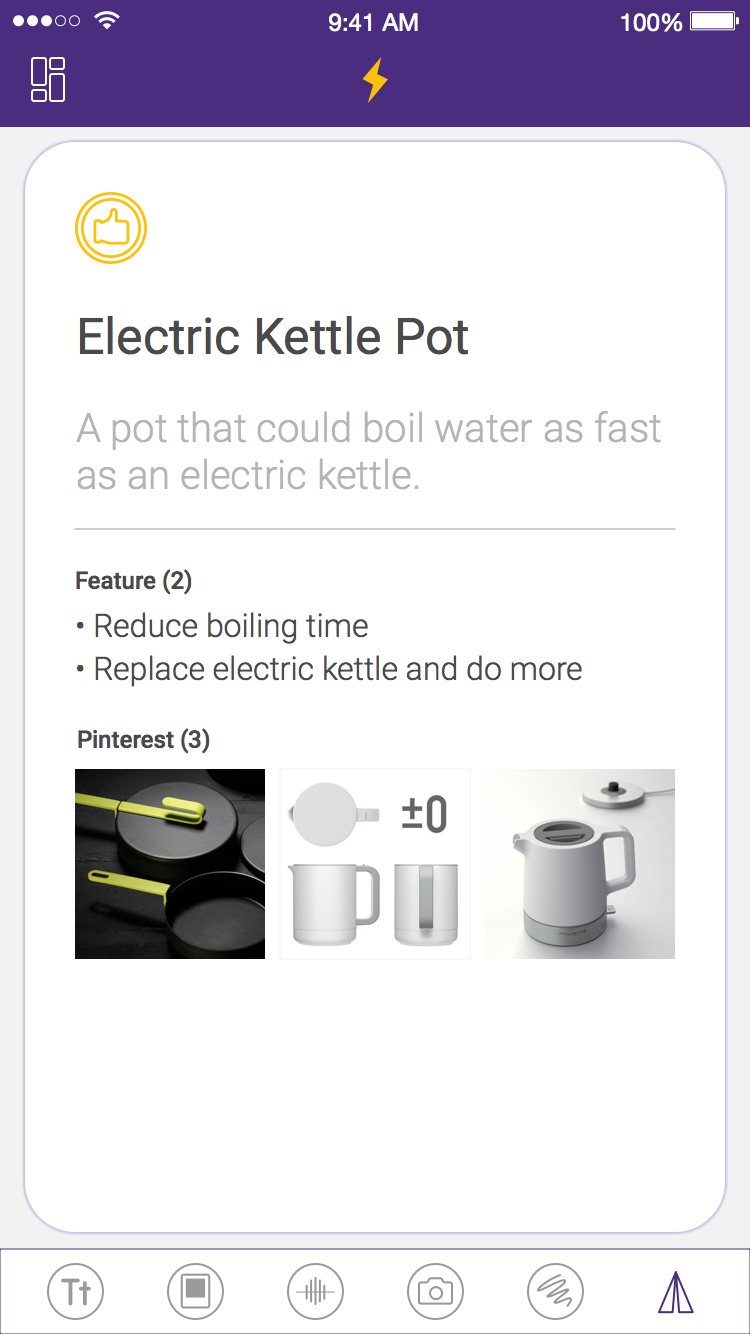 9:41 AM
100%
Electric Kettle Pot
A pot that could boil water as fast
as an electric kettle.
Feature (2)
• Reduce boiling time
• Replace electric kettle and do more
Pinterest (3)
±0
Tt